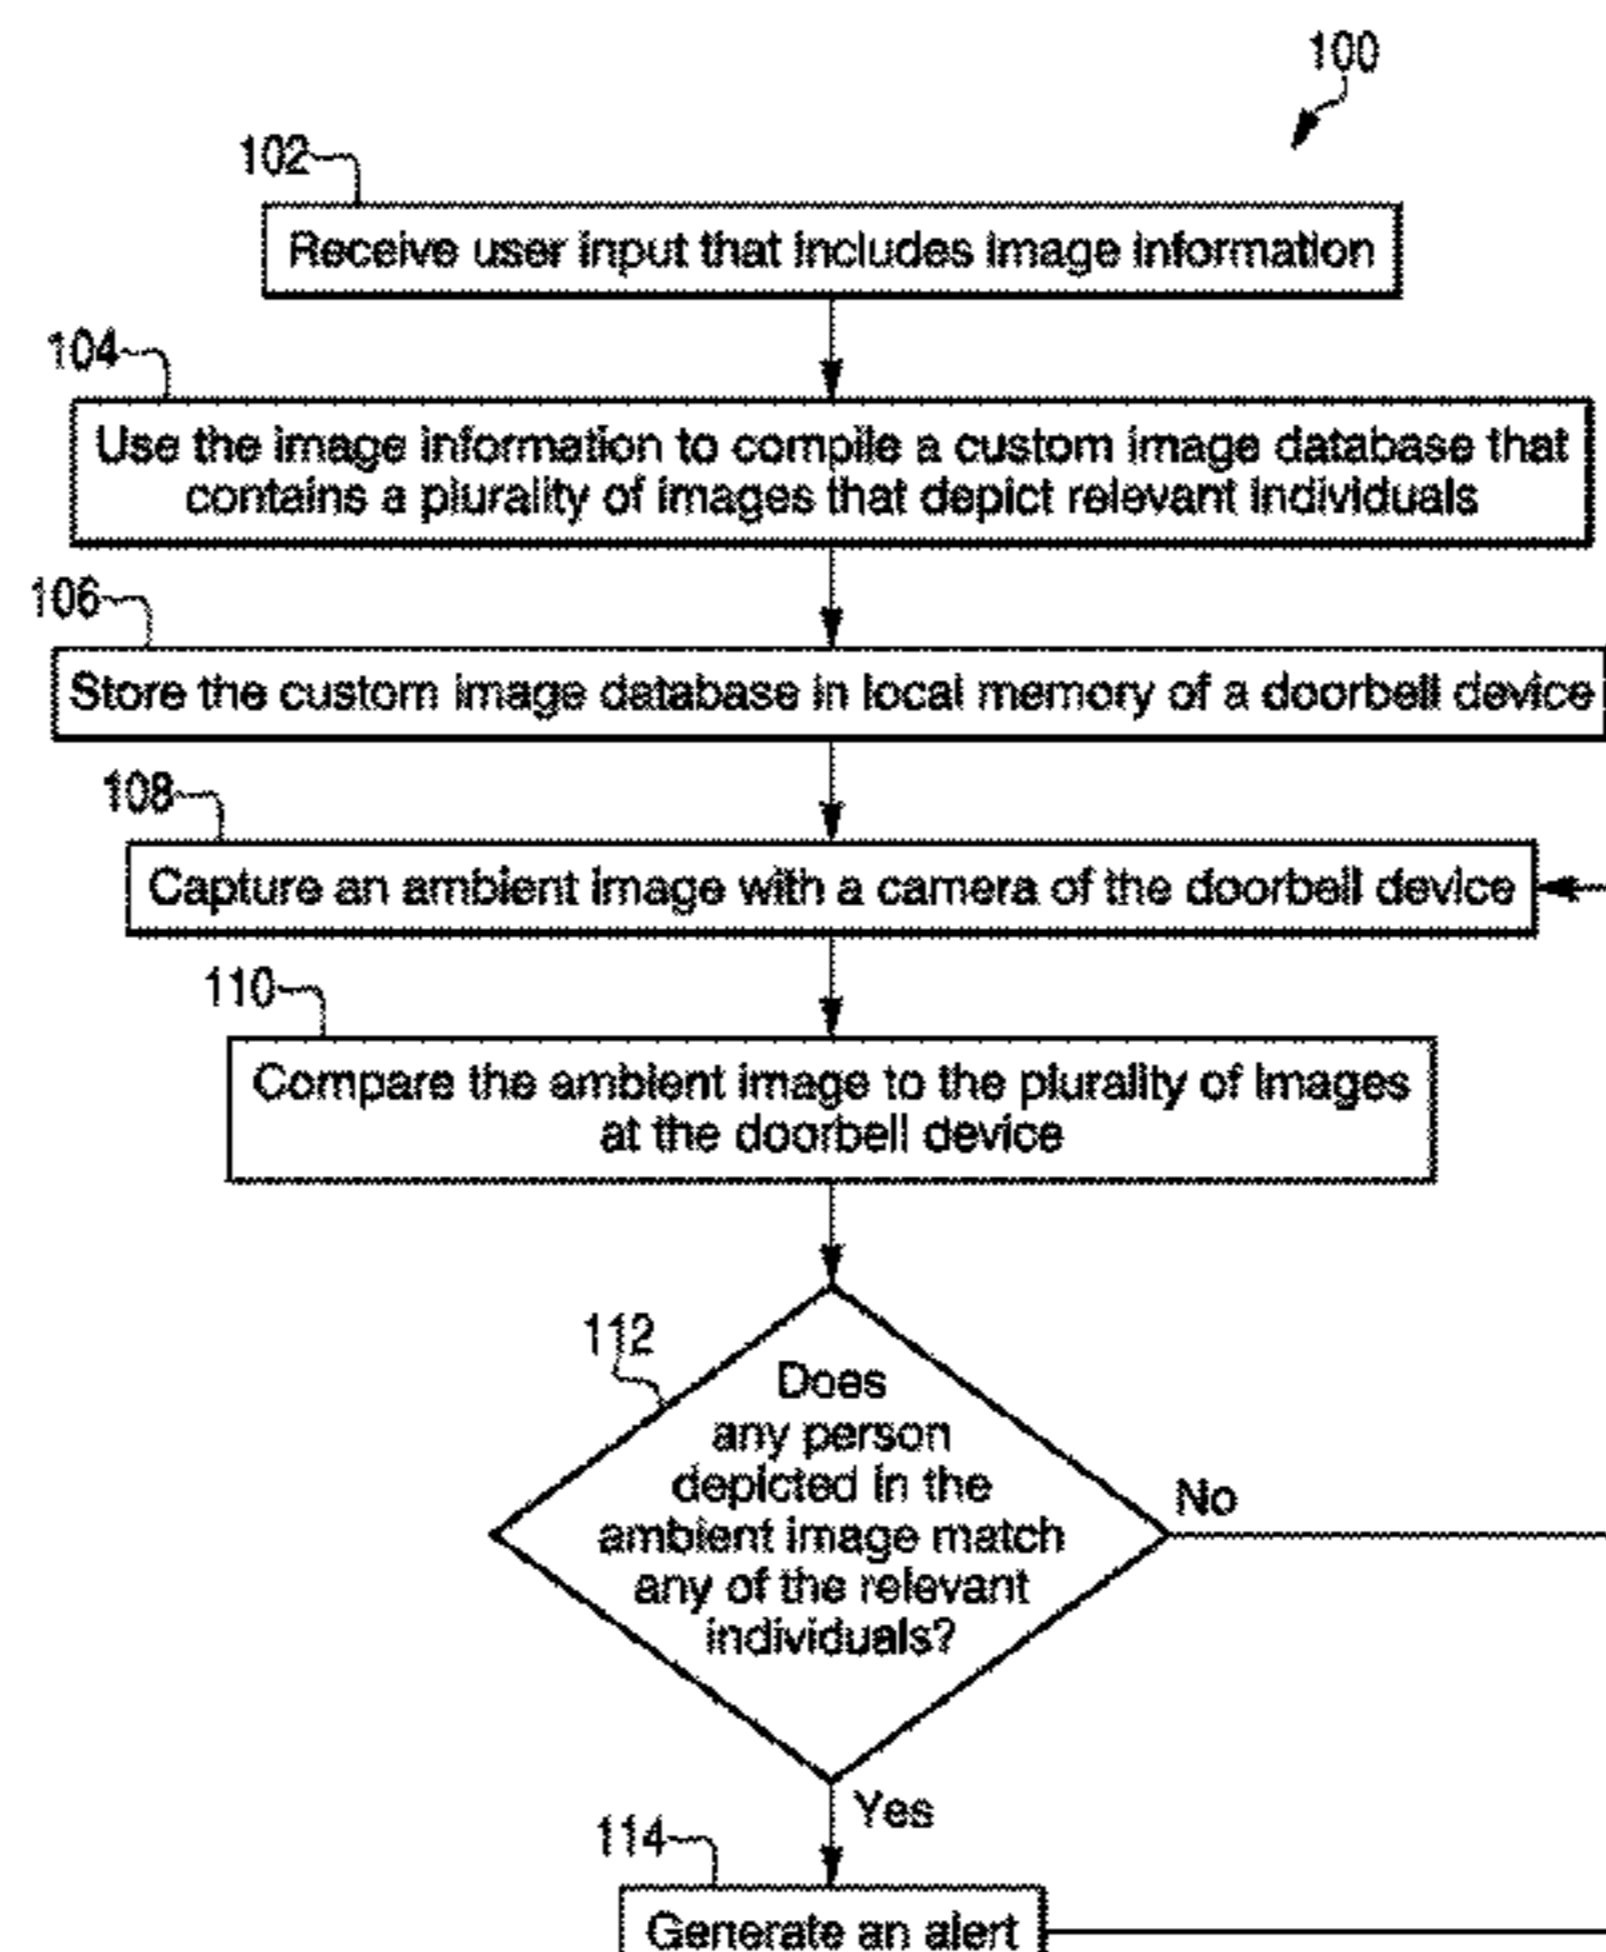 100
102
Receive user input that includes image information
104
Use the image information to compile a custom image database that
contains a plurality of images that depict relevant individuals
106
Store the custom image database in local memory of a doorbell device
108
Capture an ambient image with a camera of the doorbell device
110
Compare the ambient image to the plurality of images
at the doorbell device
112
Does
any person
depicted in the
ambient image match
any of the relevant
individuals?
No
Yes
114
Generate an alert